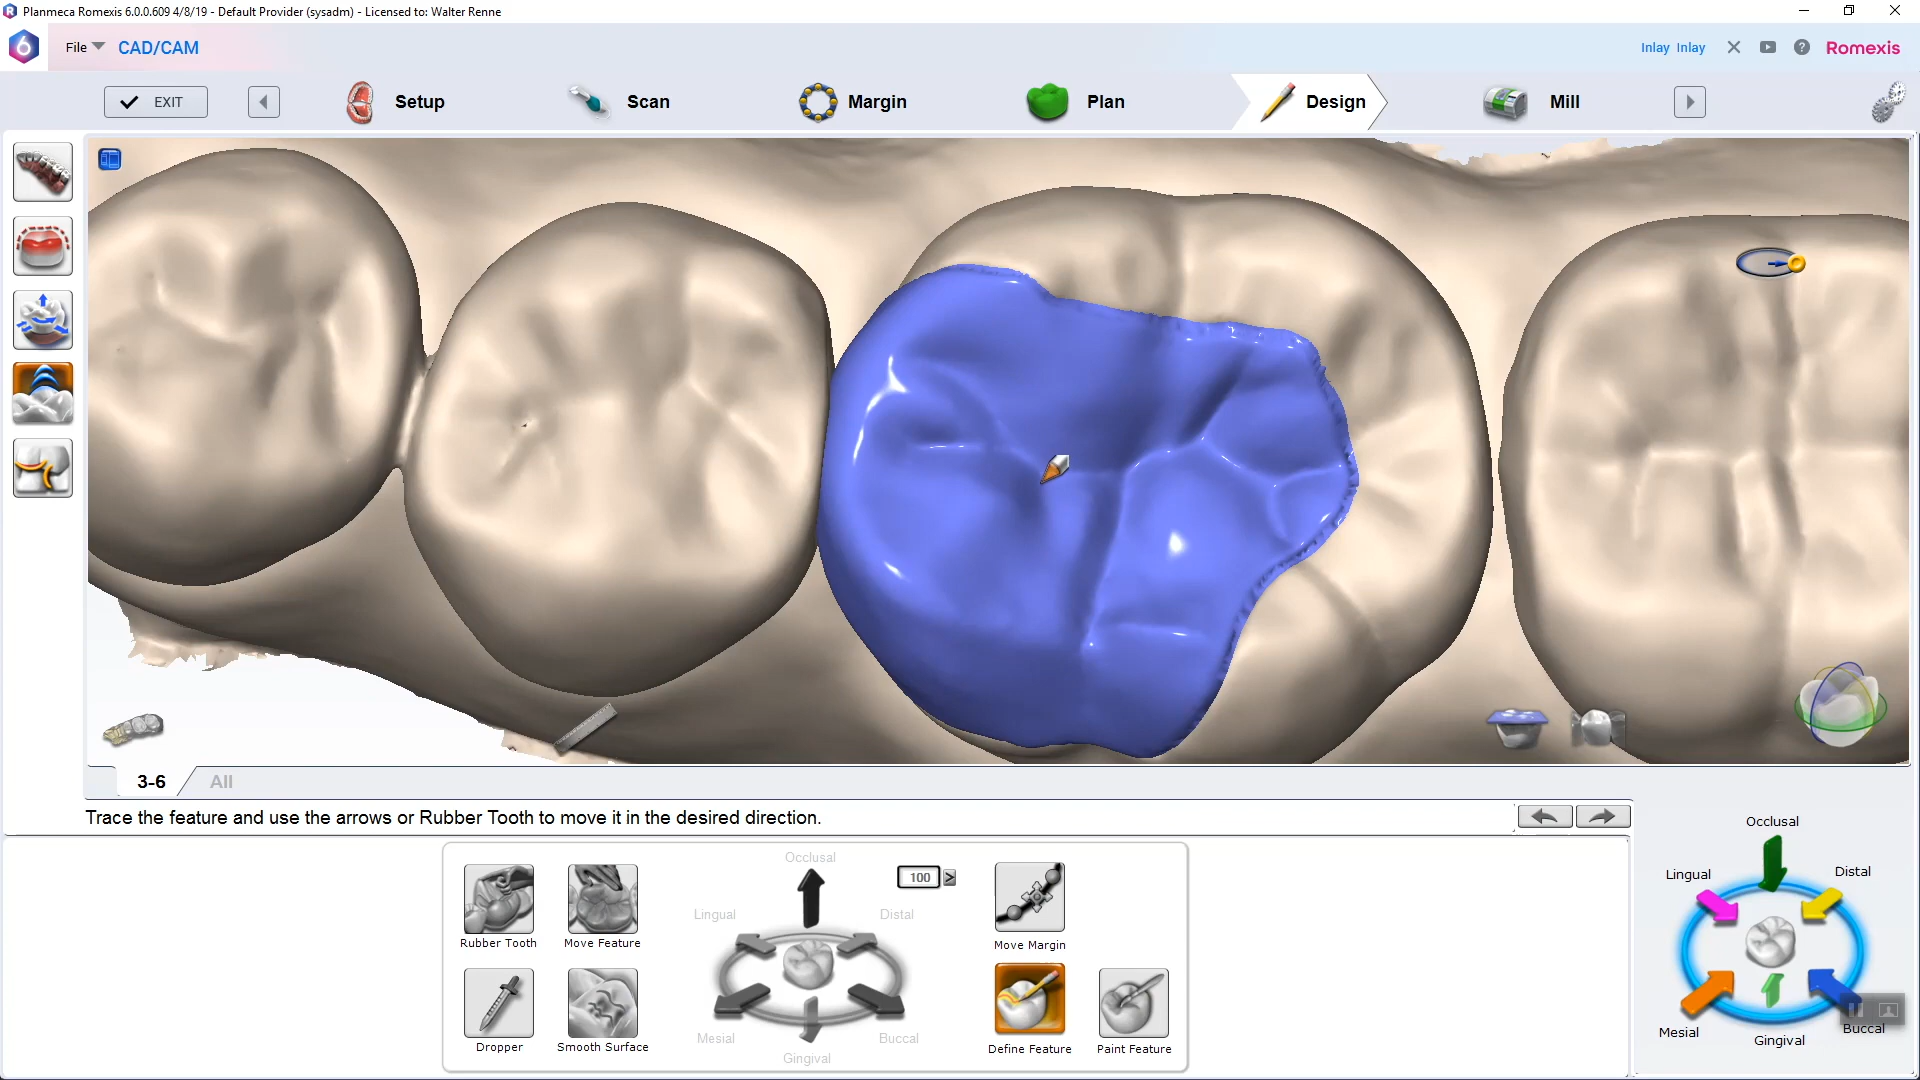 Planmeca Romexis 6.0.0.609 4/8/19 - Default Provider (sysadm) - Licensed to: Walter Renne
File CAD/CAM Inlay Inlay Romexis
EXIT Setup Scan Margin Plan Design Mill
3-6 All
Trace the feature and use the arrows or Rubber Tooth to move it in the desired direction.
Rubber Tooth
Move Feature
Dropper
Smooth Surface
Occlusal
100 >
Lingual
Distal
Mesial
Buccal
Gingival
Move Margin
Define Feature
Paint Feature
Occlusal
Lingual
Distal
Mesial
Buccal
Gingival